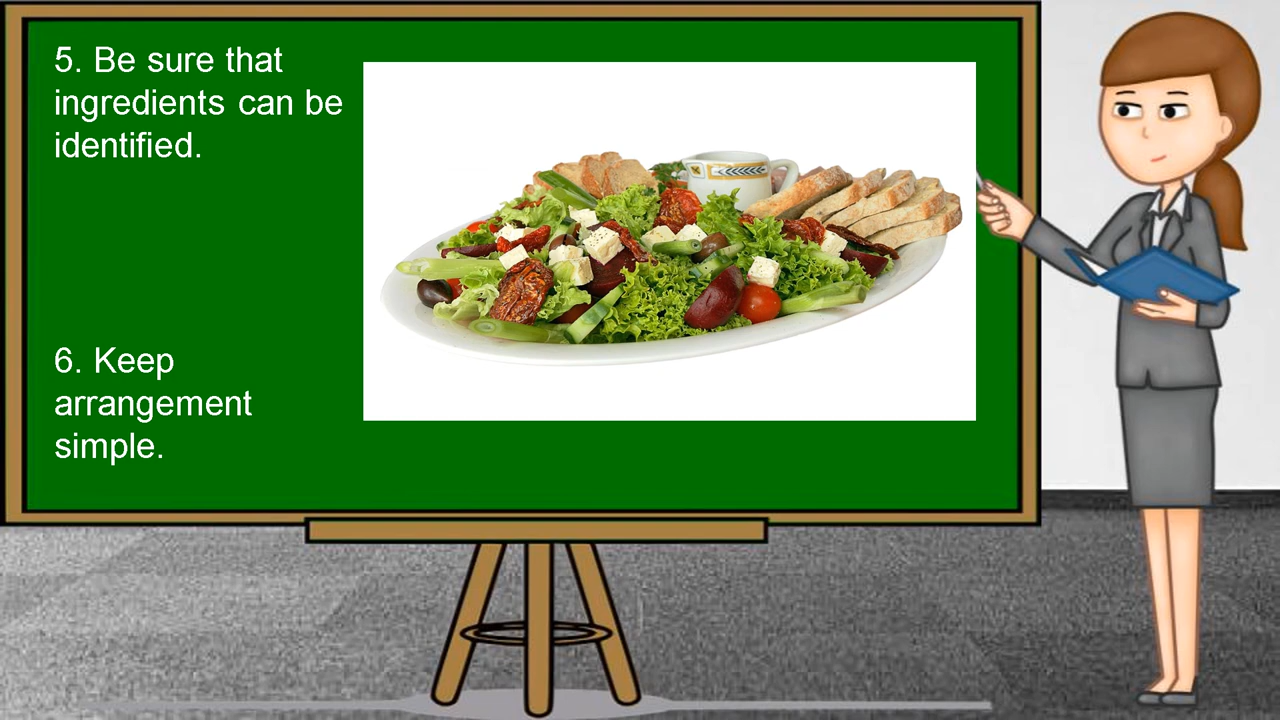 5. Be sure that
ingredients can be
identified.
6. Keep
arrangement
simple.